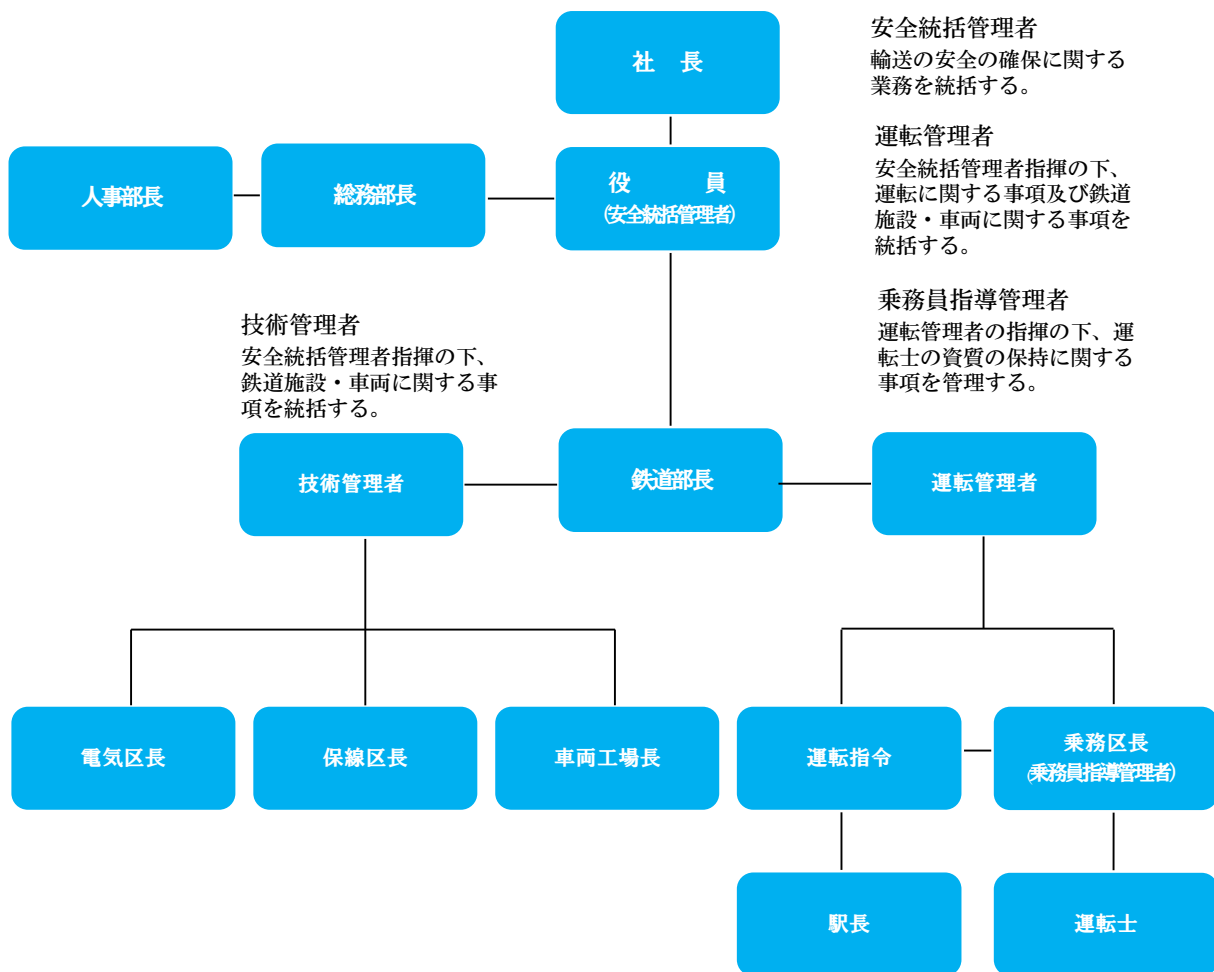 社　長
安全統括管理者
輸送の安全の確保に関する
業務を統括する。
運転管理者
安全統括管理者指揮の下、
運転に関する事項及び鉄道
施設・車両に関する事項を
統括する。
人事部長
総務部長
役　員
(安全統括管理者)
乗務員指導管理者
運転管理者の指揮の下、運
転士の資質の保持に関する
事項を管理する。
技術管理者
安全統括管理者指揮の下、
鉄道施設・車両に関する事
項を統括する。
技術管理者
鉄道部長
運転管理者
電気区長
保線区長
車両工場長
運転指令
乗務区長
(乗務員指導管理者)
駅長
運転士